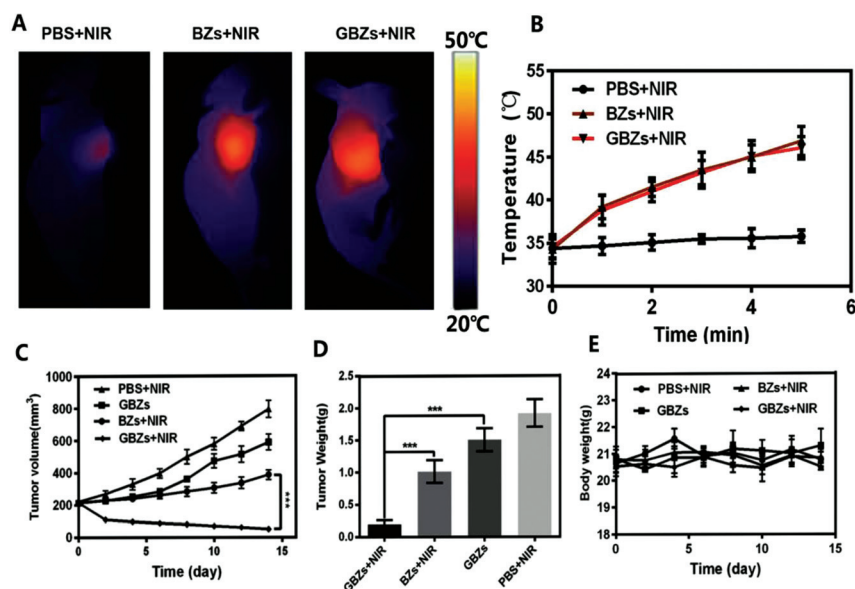 A
PBS+NIR
BZs+NIR
GBZs+NIR
50℃
20℃
B
Temperature (℃)
55
50
45
40
35
30
PBS+NIR
BZs+NIR
GBZs+NIR
0
2
4
6
Time (min)
C
Tumor volume(mm³)
1000
800
600
400
200
0
PBS+NIR
GBZs
BZs+NIR
GBZs+NIR
***
0
5
10
15
Time (day)
D
Tumor Weight(g)
2.5
2.0
1.5
1.0
0.5
0.0
***
***
GBZs+NIR
BZs+NIR
GBZs
PBS+NIR
E
Body weight(g)
24
23
22
21
20
19
18
PBS+NIR
BZs+NIR
GBZs
GBZs+NIR
0
5
10
15
Time (day)